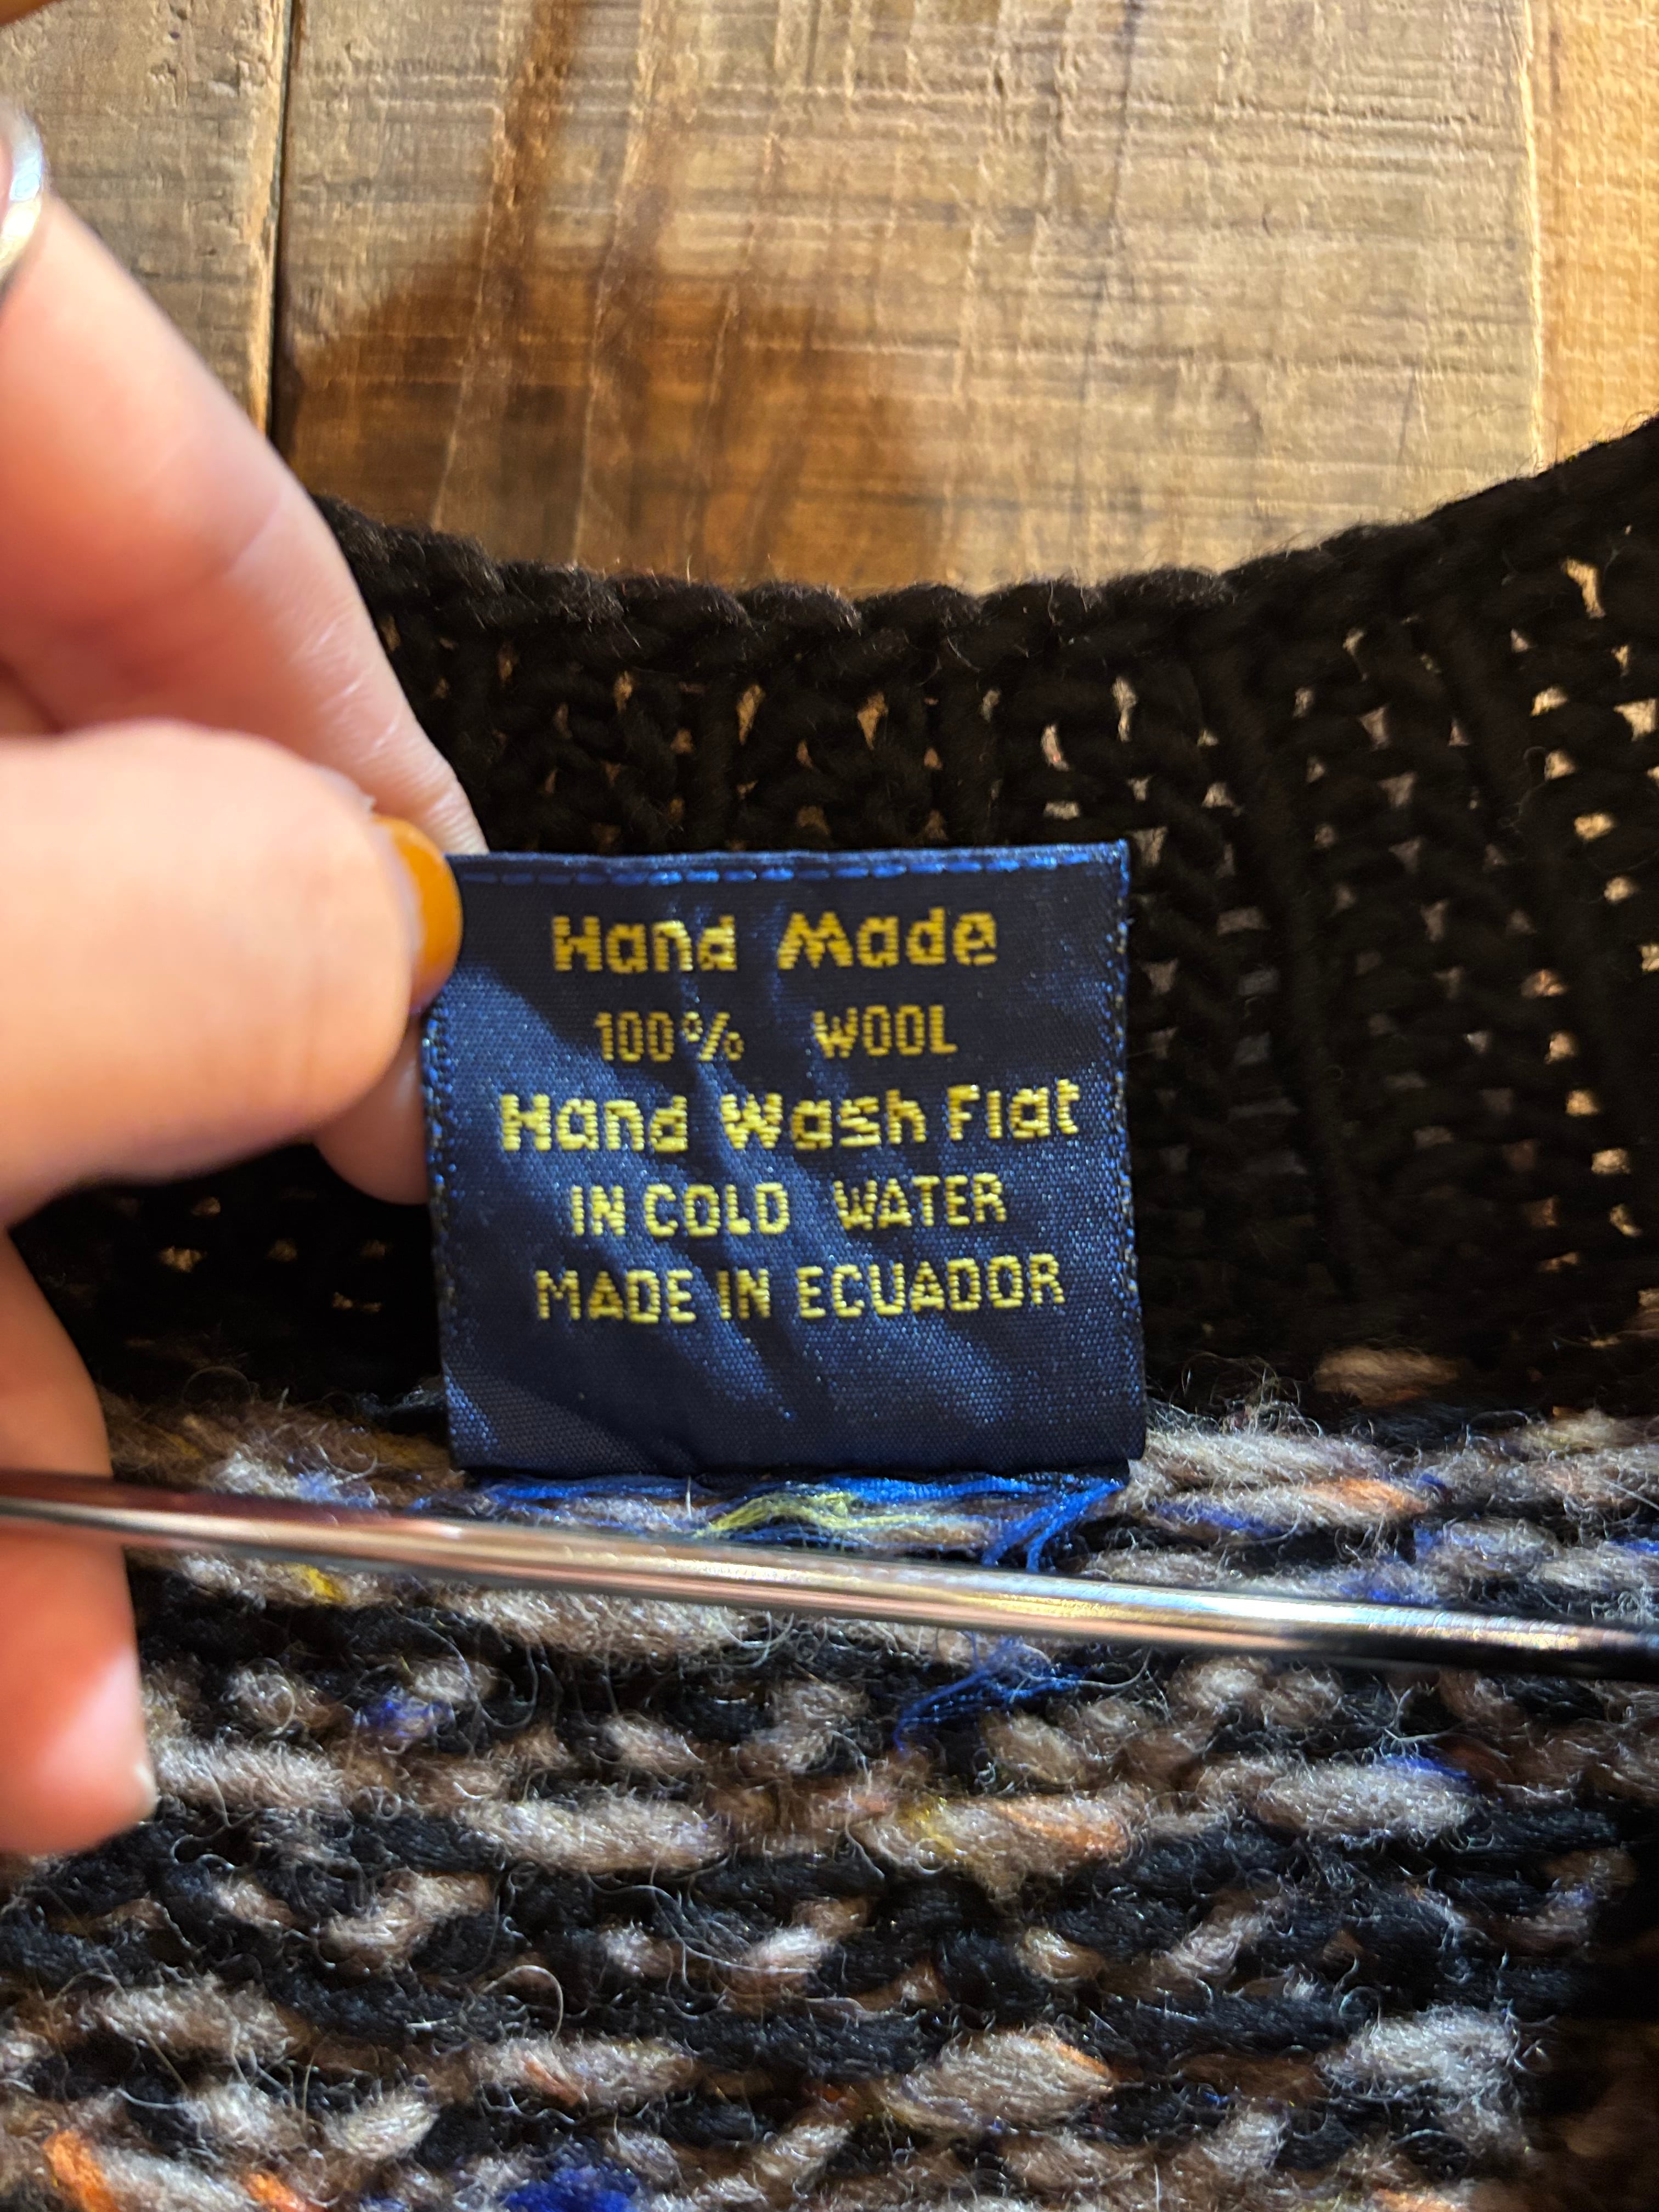 Hand Made
100% WOOL
Hand Wash Flat
IN COLD WATER
MADE IN ECUADOR